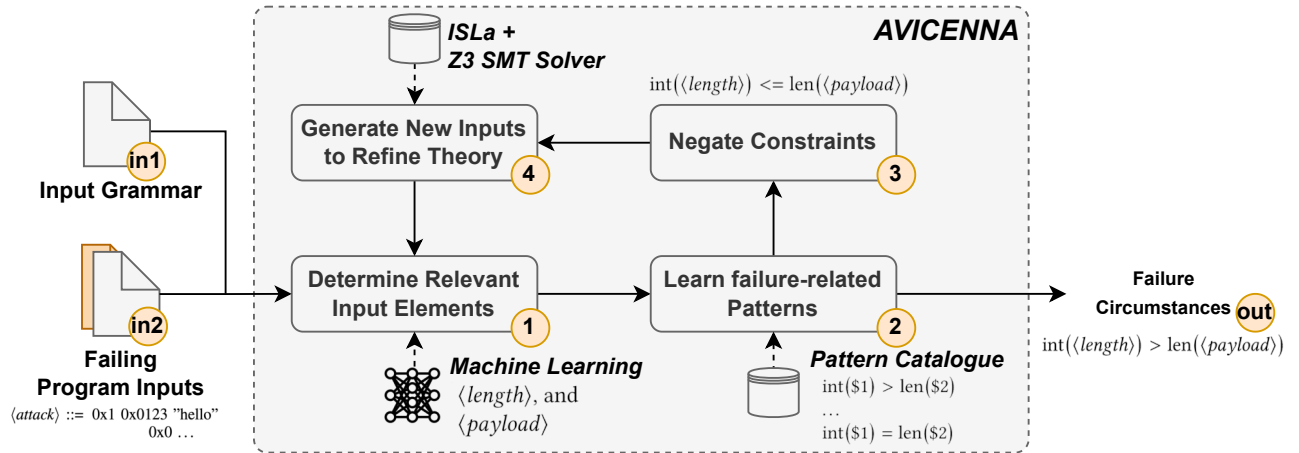 AVICENNA
ISLa +
Z3 SMT Solver
int(⟨length⟩) <= len(⟨payload⟩)
Generate New Inputs
to Refine Theory
4
Negate Constraints
3
in1
Input Grammar
Determine Relevant
Input Elements
1
Learn failure-related
Patterns
2
in2
Failing
Program Inputs
⟨attack⟩ ::= 0x1 0x0123 ”hello”
0x0 …
Machine Learning
⟨length⟩, and
⟨payload⟩
Pattern Catalogue
int($1) > len($2)
…
int($1) = len($2)
Failure
Circumstances
out
int(⟨length⟩) > len(⟨payload⟩)